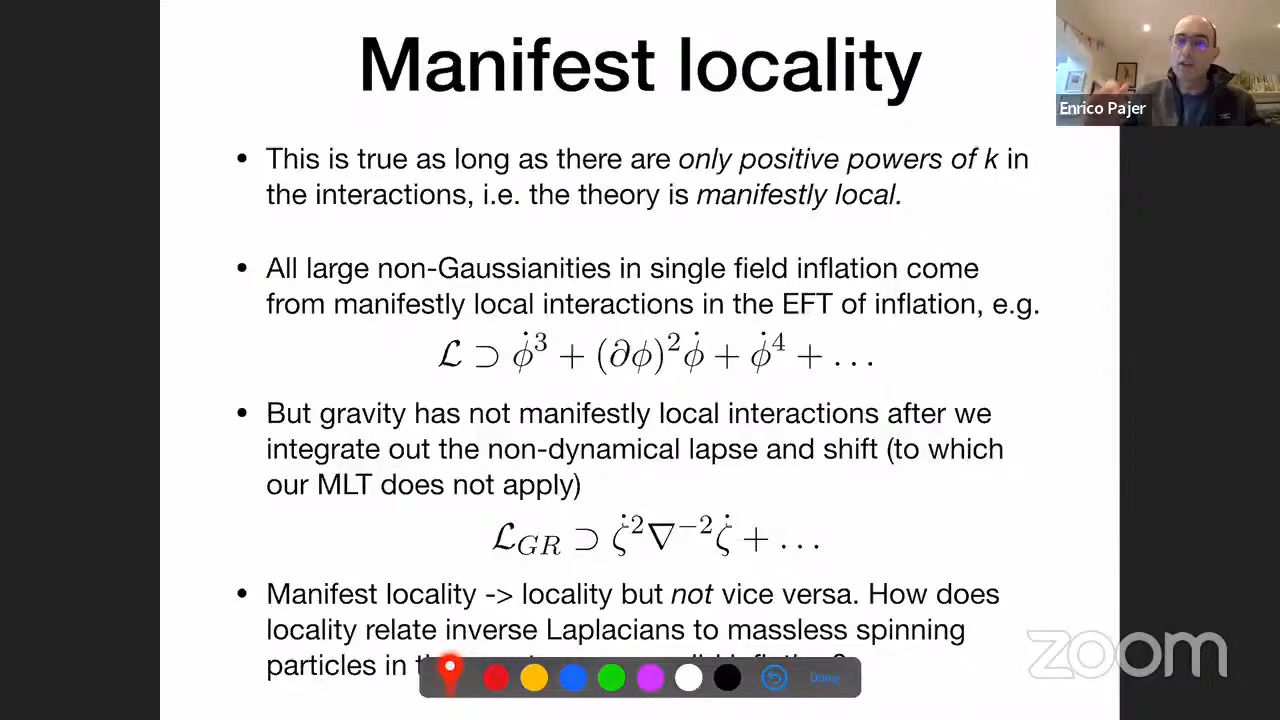 Manifest locality
Enrico Pajer
• This is true as long as there are only positive powers of k in
the interactions, i.e. the theory is manifestly local.
• All large non-Gaussianities in single field inflation come
from manifestly local interactions in the EFT of inflation, e.g.
ℒ ⊃ φ̇³ + (∂φ)²φ̇ + φ̇⁴ + …
• But gravity has not manifestly local interactions after we
integrate out the non-dynamical lapse and shift (to which
our MLT does not apply)
ℒ_GR ⊃ ζ̇²∇⁻²ζ̇ + …
• Manifest locality -> locality but not vice versa. How does
locality relate inverse Laplacians to massless spinning
particles in
Done
zoom